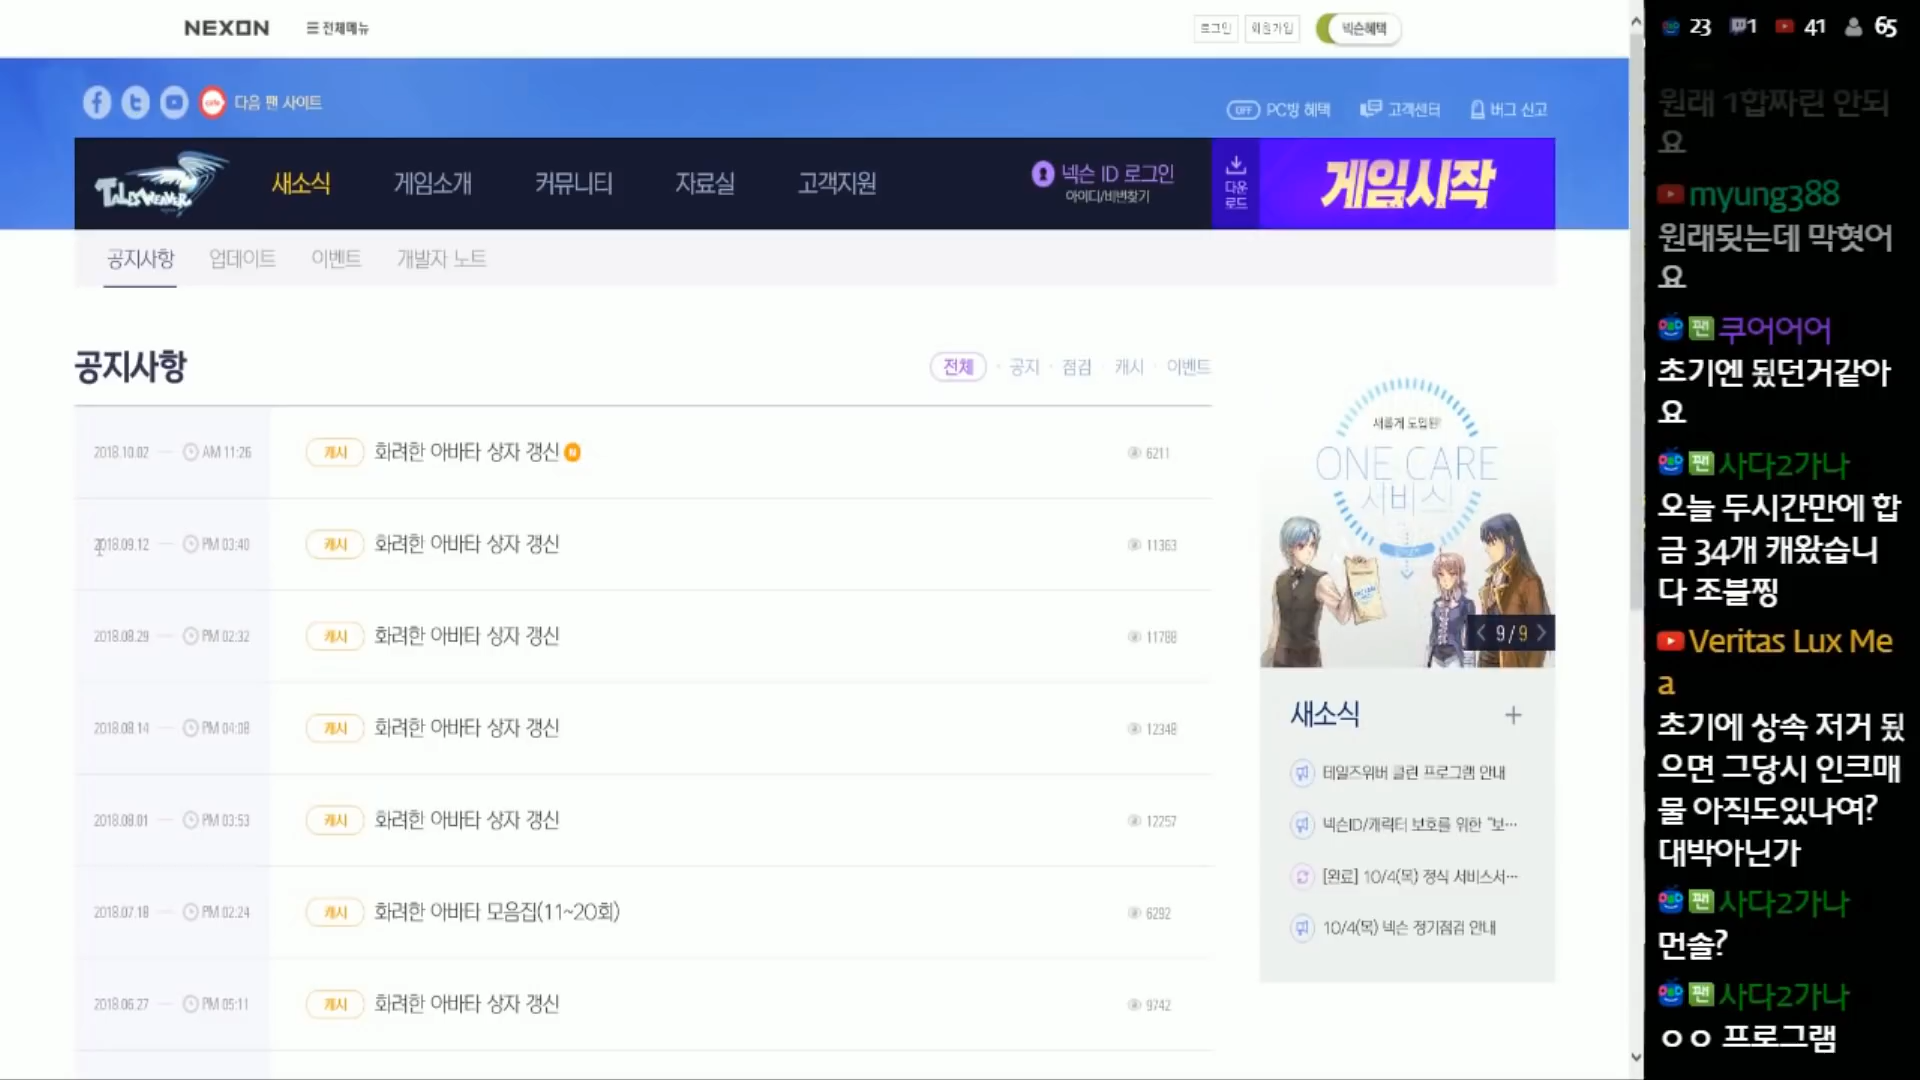 NEXON
전체메뉴
로그인
회원가입
넥슨혜택
다음 팬 사이트
OFF PC방 혜택
고객센터
버그 신고
TALESWEAVER
새소식
게임소개
커뮤니티
자료실
고객지원
넥슨 ID 로그인
아이디/비번찾기
다운
로드
게임시작
공지사항
업데이트
이벤트
개발자 노트
공지사항
전체 · 공지 · 점검 · 캐시 · 이벤트
2018.10.02 AM 11:26 캐시 화려한 아바타 상자 갱신 N 6211
2018.09.12 PM 03:40 캐시 화려한 아바타 상자 갱신 11363
2018.08.29 PM 02:32 캐시 화려한 아바타 상자 갱신 11788
2018.08.14 PM 04:08 캐시 화려한 아바타 상자 갱신 12348
2018.08.01 PM 03:53 캐시 화려한 아바타 상자 갱신 12257
2018.07.18 PM 02:24 캐시 화려한 아바타 모음집(11~20회) 6292
2018.06.27 PM 05:11 캐시 화려한 아바타 상자 갱신 9742
새롭게 도입된!
ONE CARE
서비스!
9/9
새소식
테일즈위버 클린 프로그램 안내
넥슨ID/캐릭터 보호를 위한 "보…
[완료] 10/4(목) 정식 서비스서…
10/4(목) 넥슨 정기점검 안내
23 1 41 65
원래 1합짜린 안되
요
myung388
원래됫는데 막혓어
요
팬 쿠어어어
초기엔 됬던거같아
요
팬 사다2가나
오늘 두시간만에 합
금 34개 캐왔습니
다 조블찡
Veritas Lux Me
a
초기에 상속 저거 됬
으면 그당시 인크매
물 아직도있나여?
대박아닌가
팬 사다2가나
먼솔?
팬 사다2가나
ㅇㅇ 프로그램